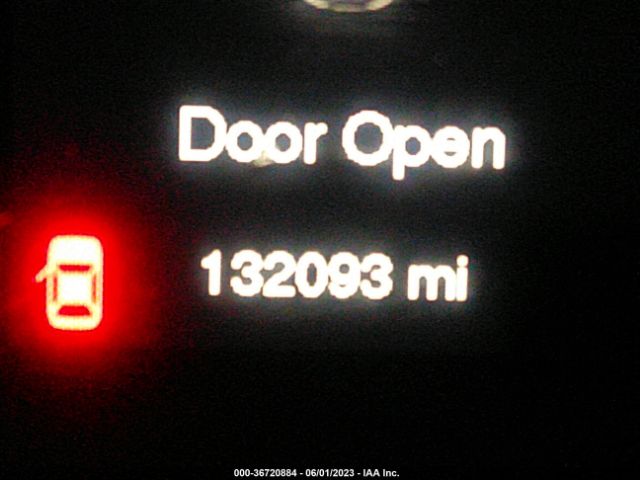 Door Open
132093 mi
000-36720884 - 06/01/2023 - IAA Inc.